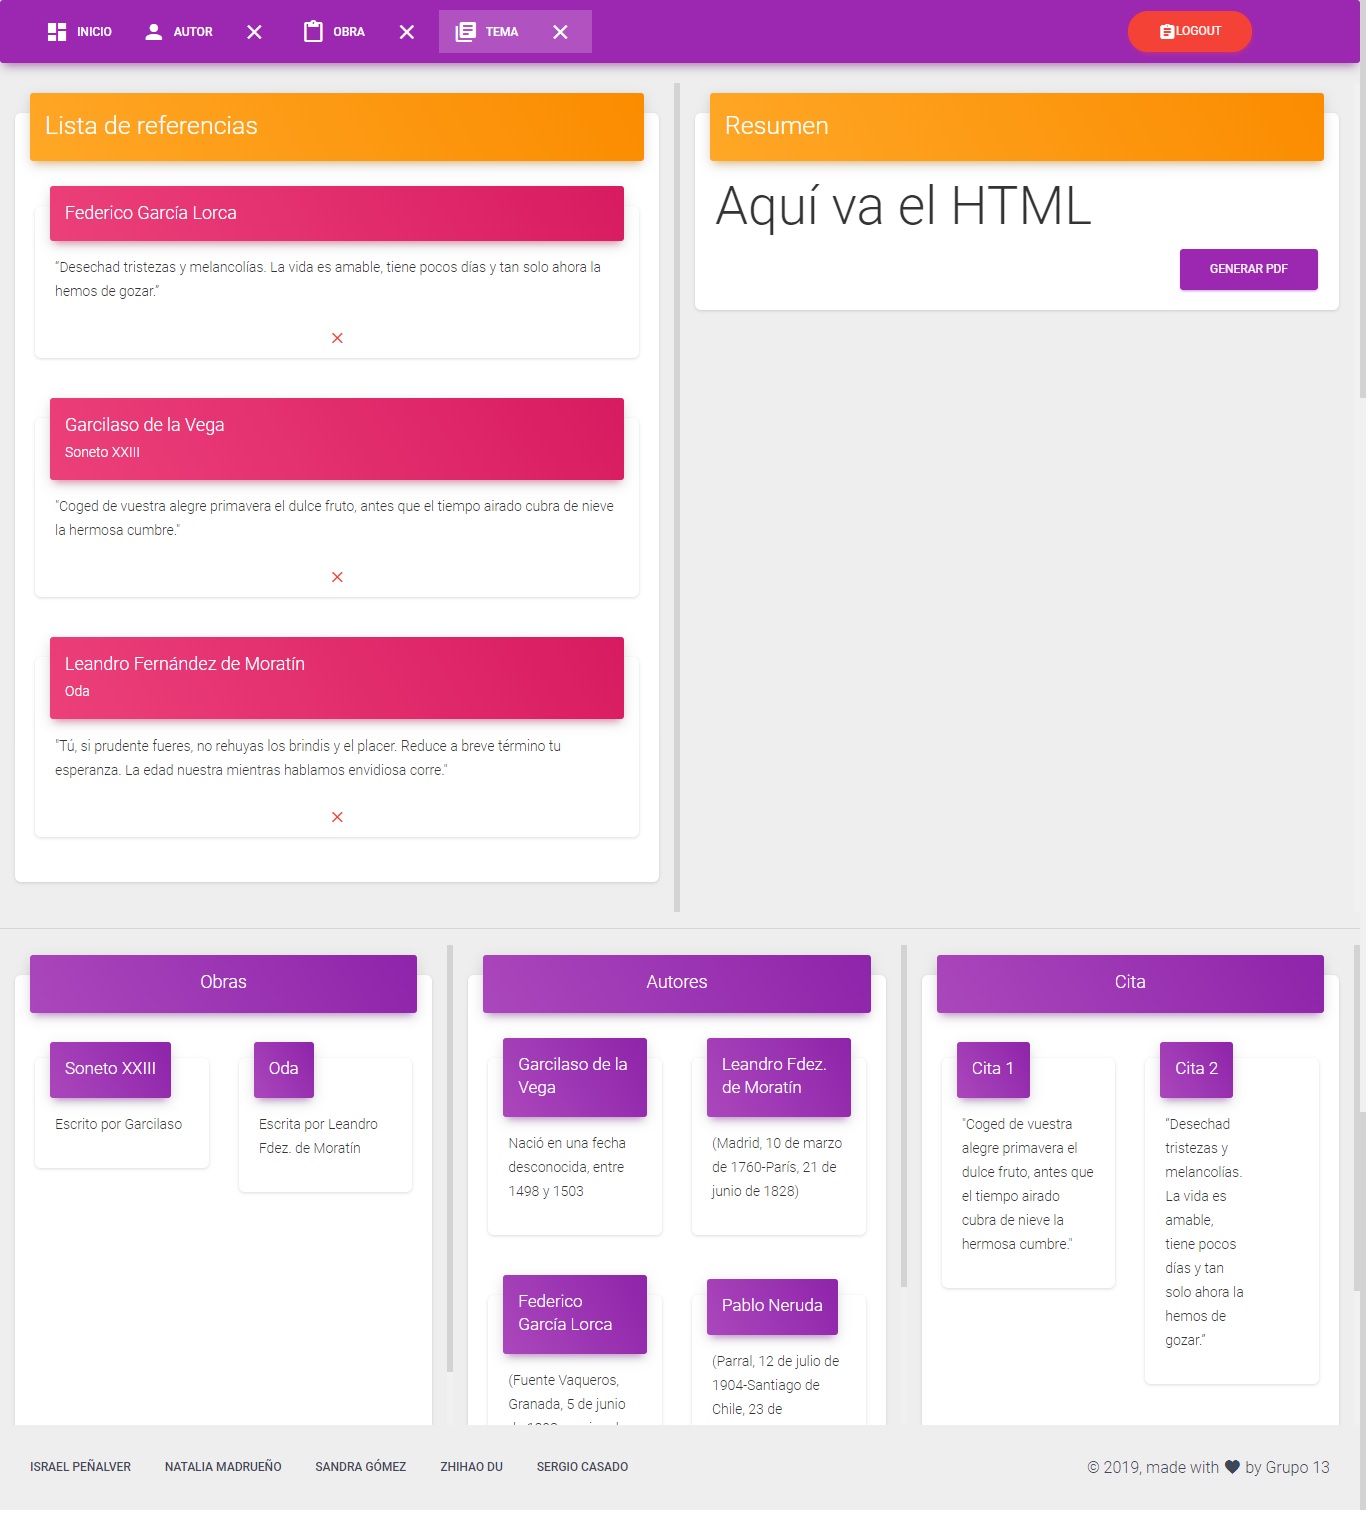 INICIO
AUTOR
OBRA
TEMA
LOGOUT
Lista de referencias
Federico García Lorca
“Desechad tristezas y melancolías. La vida es amable, tiene pocos días y tan solo ahora la
hemos de gozar.”
Garcilaso de la Vega
Soneto XXIII
"Coged de vuestra alegre primavera el dulce fruto, antes que el tiempo airado cubra de nieve
la hermosa cumbre."
Leandro Fernández de Moratín
Oda
"Tú, si prudente fueres, no rehuyas los brindis y el placer. Reduce a breve término tu
esperanza. La edad nuestra mientras hablamos envidiosa corre."
Resumen
Aquí va el HTML
GENERAR PDF
Obras
Soneto XXIII
Escrito por Garcilaso
Oda
Escrita por Leandro
Fdez. de Moratín
Autores
Garcilaso de la
Vega
Nació en una fecha
desconocida, entre
1498 y 1503
Leandro Fdez.
de Moratín
(Madrid, 10 de marzo
de 1760-París, 21 de
junio de 1828)
Federico
García Lorca
(Fuente Vaqueros,
Granada, 5 de junio
Pablo Neruda
(Parral, 12 de julio de
1904-Santiago de
Chile, 23 de
Cita
Cita 1
"Coged de vuestra
alegre primavera el
dulce fruto, antes que
el tiempo airado
cubra de nieve la
hermosa cumbre."
Cita 2
“Desechad
tristezas y
melancolías.
La vida es
amable,
tiene pocos
días y tan
solo ahora la
hemos de
gozar.”
ISRAEL PEÑALVER
NATALIA MADRUEÑO
SANDRA GÓMEZ
ZHIHAO DU
SERGIO CASADO
© 2019, made with by Grupo 13